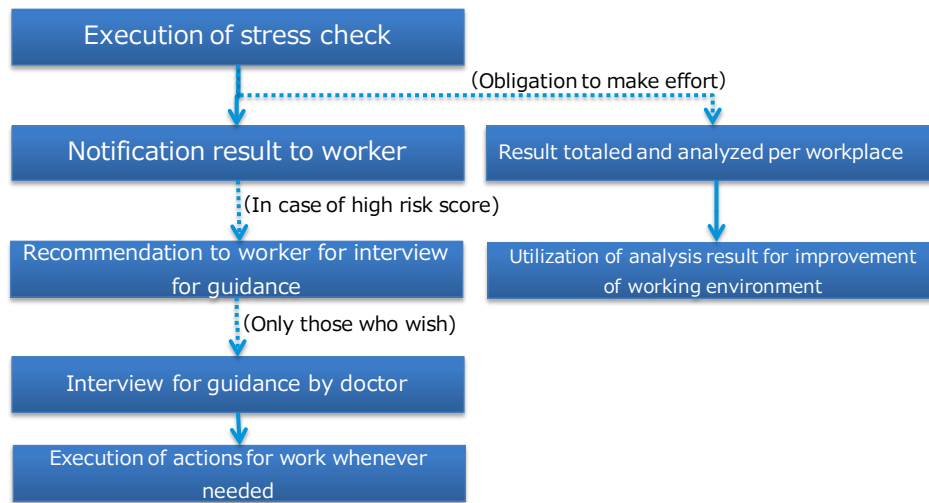 Execution of stress check
(Obligation to make effort)
Notification result to worker
Result totaled and analyzed per workplace
(In case of high risk score)
Recommendation to worker for interview
for guidance
Utilization of analysis result for improvement
of working environment
(Only those who wish)
Interview for guidance by doctor
Execution of actions for work whenever
needed